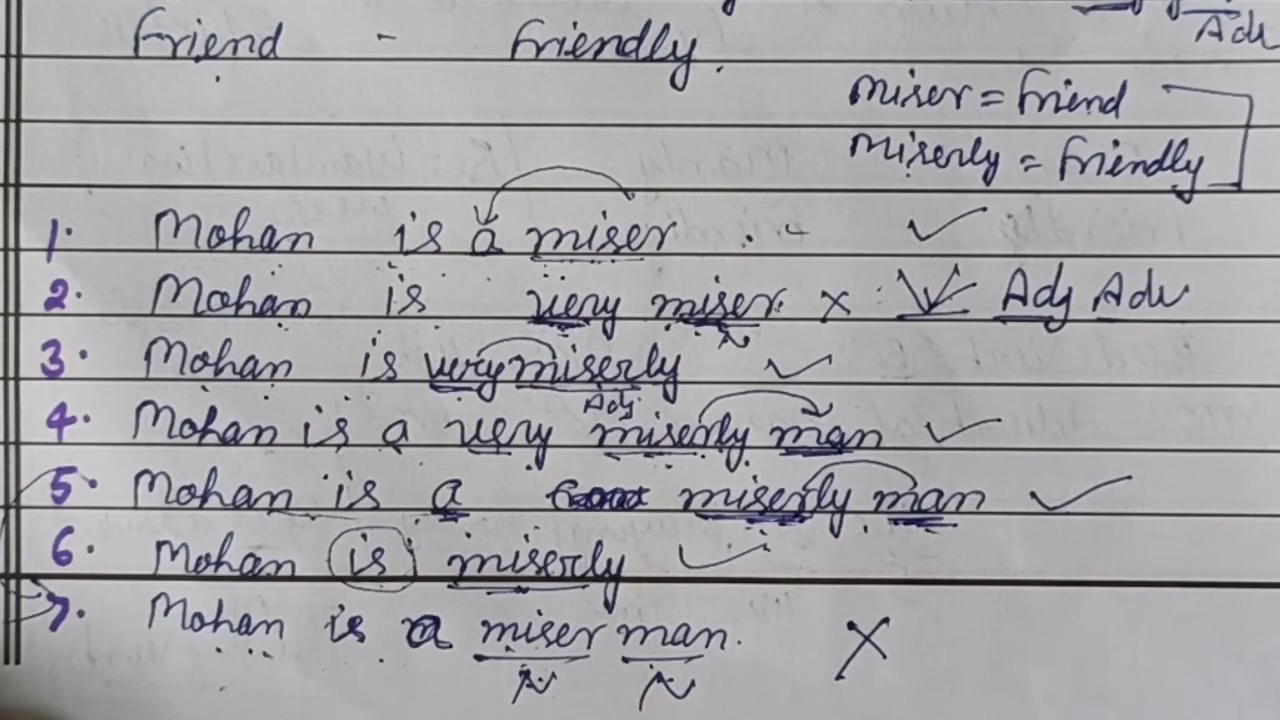 Adv
Friend - Friendly.
miser = Friend
miserly = Friendly
1. Mohan is a miser. ✓
2. Mohan is very miser. × Adj Adv
N
3. Mohan is very miserly ✓
Adj
4. Mohan is a very miserly man ✓
5. Mohan is a miserly man ✓
6. Mohan is miserly ✓
7. Mohan is a miser man. X
N N